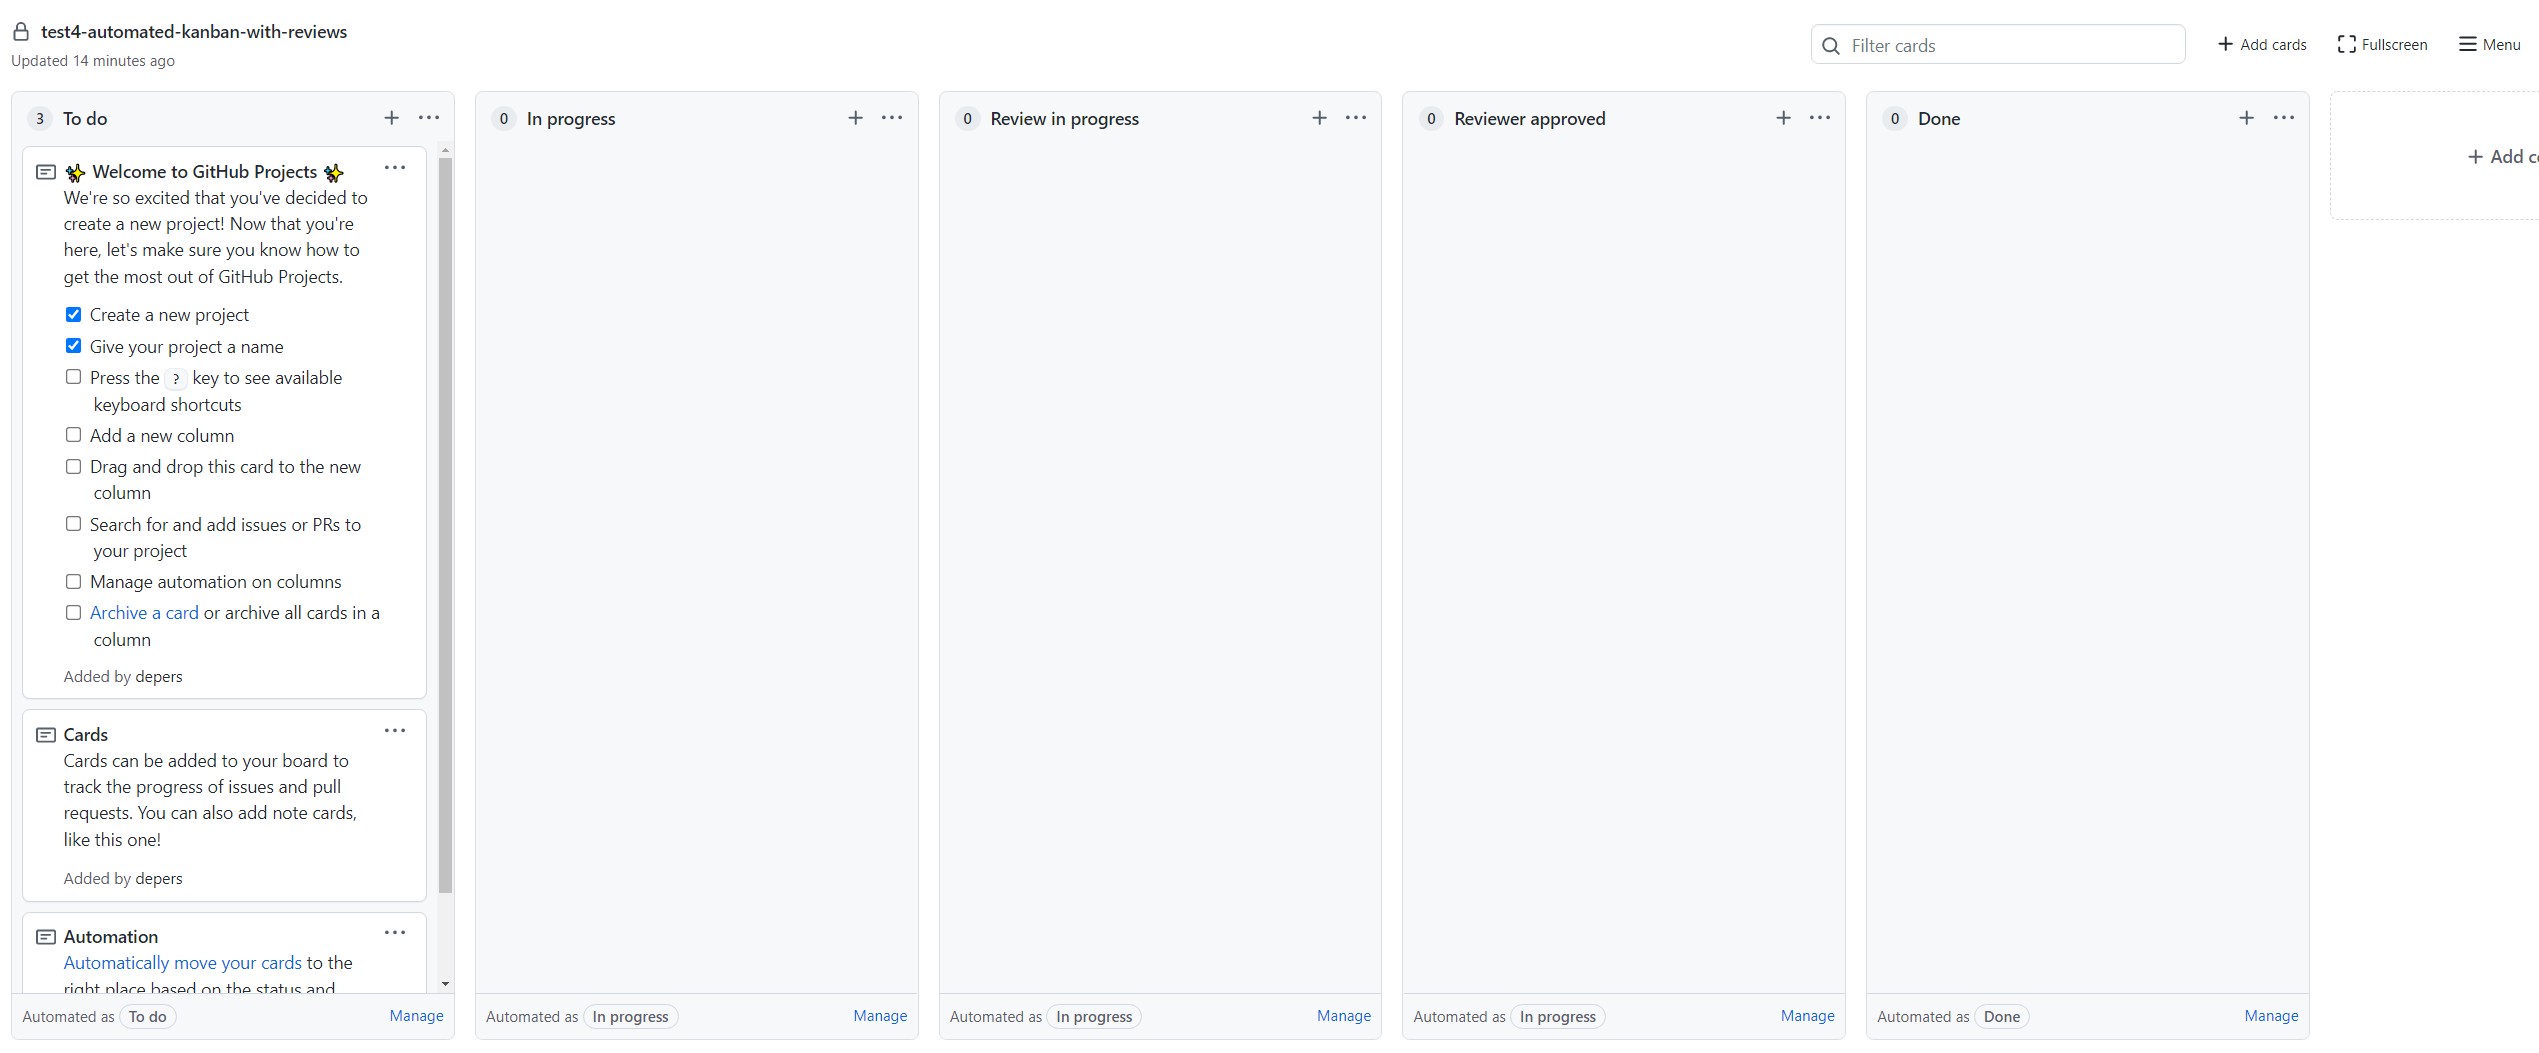 test4-automated-kanban-with-reviews
Updated 14 minutes ago
Filter cards
Add cards
Fullscreen
Menu
3 To do
✨ Welcome to GitHub Projects ✨
We're so excited that you've decided to
create a new project! Now that you're
here, let's make sure you know how to
get the most out of GitHub Projects.
Create a new project
Give your project a name
Press the ? key to see available
keyboard shortcuts
Add a new column
Drag and drop this card to the new
column
Search for and add issues or PRs to
your project
Manage automation on columns
Archive a card or archive all cards in a
column
Added by depers
Cards
Cards can be added to your board to
track the progress of issues and pull
requests. You can also add note cards,
like this one!
Added by depers
Automation
Automatically move your cards to the
right place based on the status and
Automated as To do Manage
0 In progress
Automated as In progress Manage
0 Review in progress
Automated as In progress Manage
0 Reviewer approved
Automated as In progress Manage
0 Done
Automated as Done Manage
Add